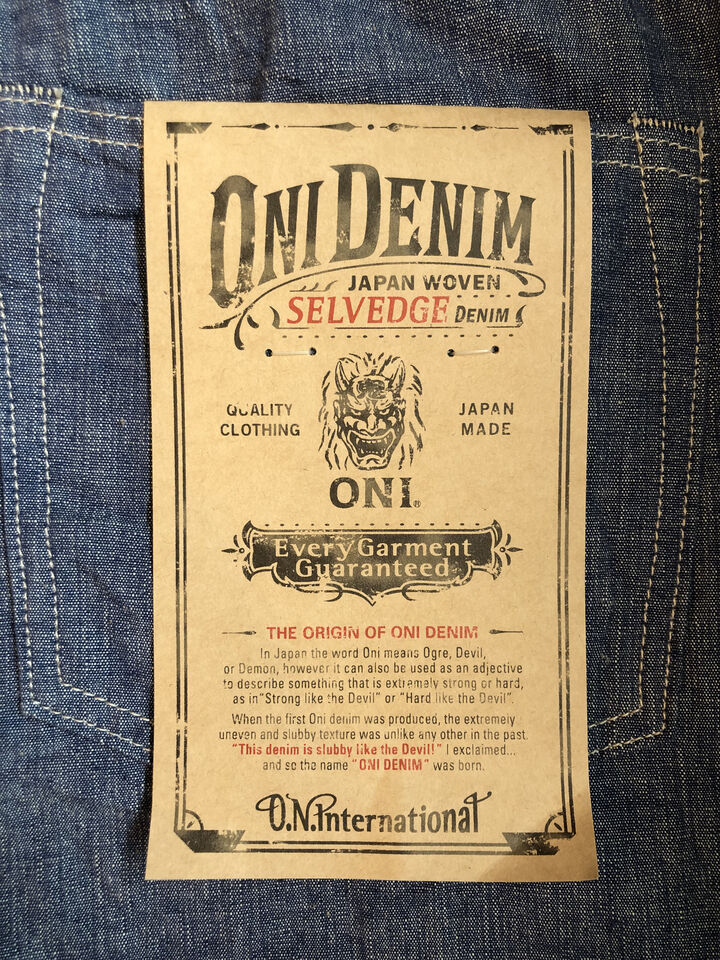 ONI DENIM
JAPAN WOVEN
SELVEDGE DENIM
QUALITY
CLOTHING
JAPAN
MADE
ONI®
Every Garment
Guaranteed
THE ORIGIN OF ONI DENIM
In Japan the word Oni means Ogre, Devil,
or Demon, however it can also be used as an adjective
to describe something that is extremely strong or hard,
as in "Strong like the Devil" or "Hard like the Devil".
When the first Oni denim was produced, the extremely
uneven and slubby texture was unlike any other in the past.
"This denim is slubby like the Devil!" I exclaimed...
and so the name "ONI DENIM" was born.
O.N.International